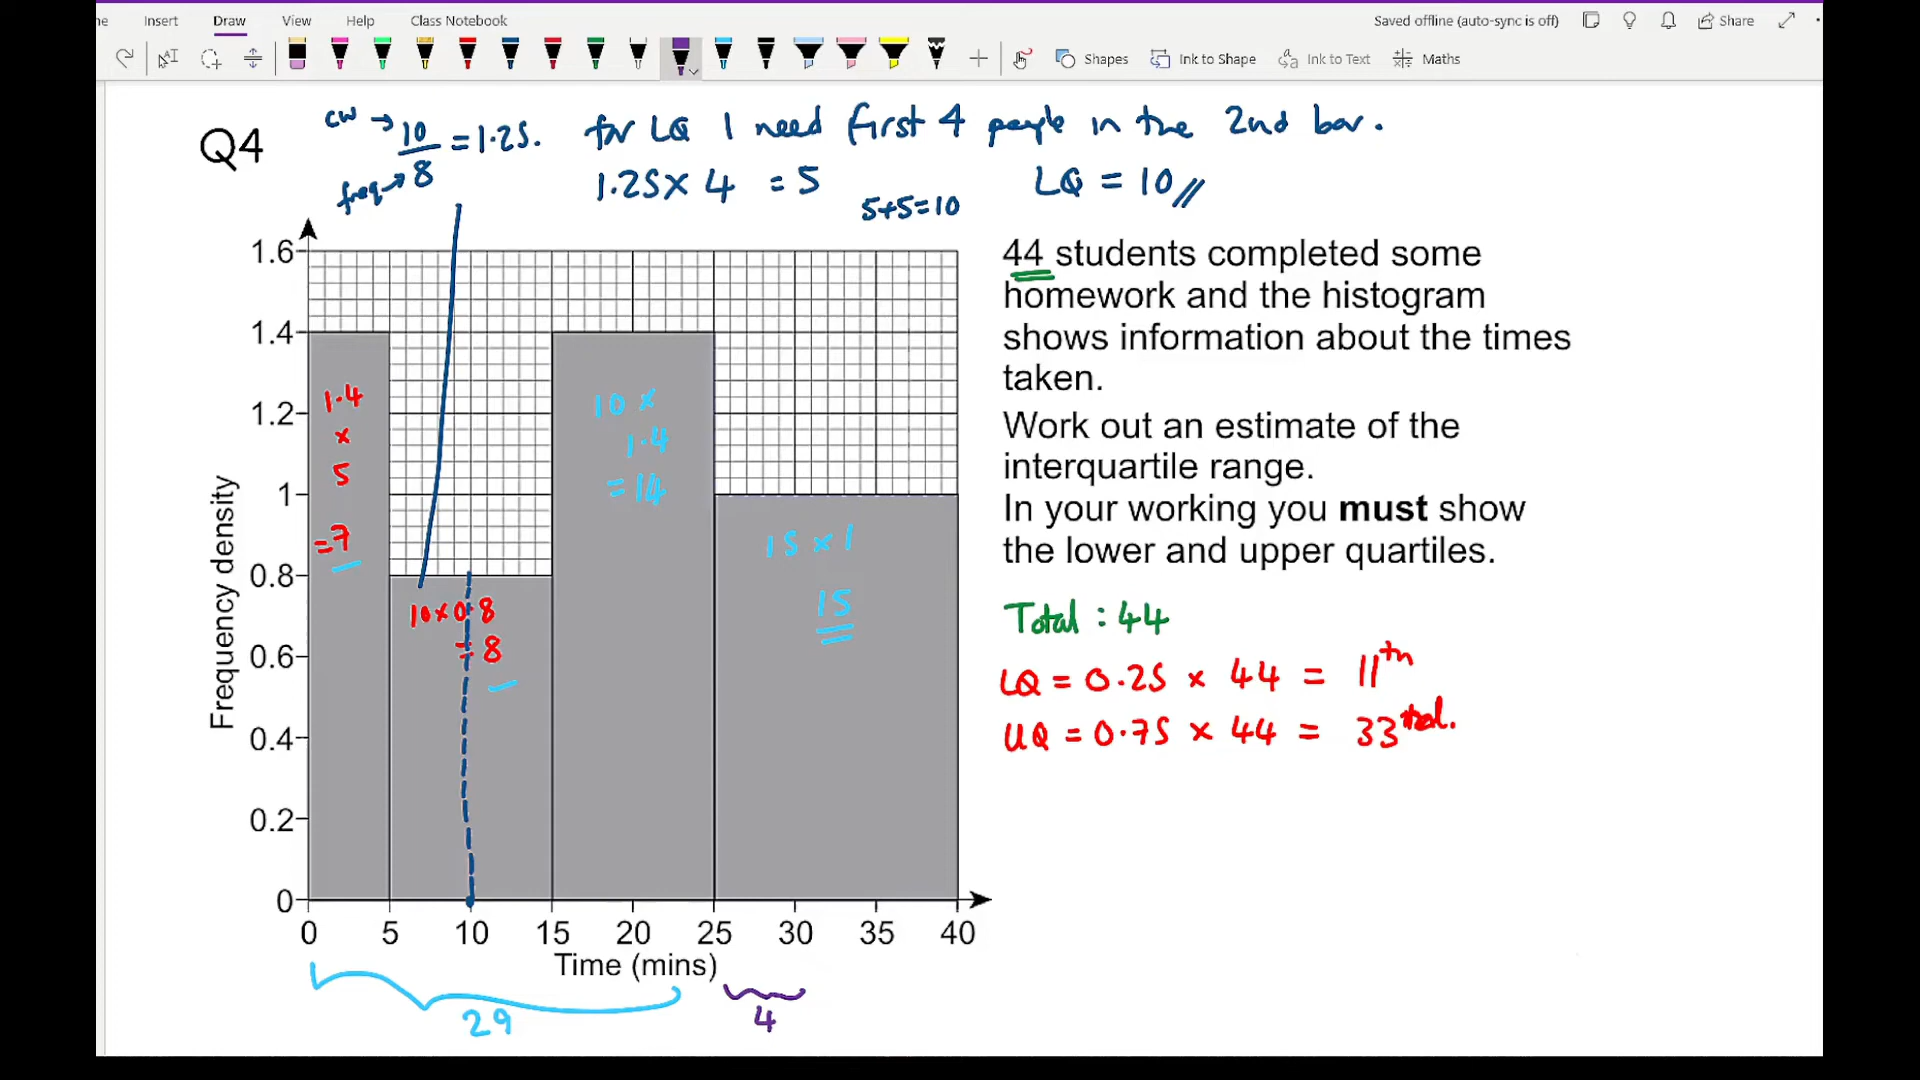 Insert Draw View Help Class Notebook Saved offline (auto-sync is off) Share
Shapes Ink to Shape Ink to Text Maths
Q4
cw → 10/8 = 1.25. for LQ I need first 4 people in the 2nd bar.
freq →
1.25 x 4 = 5
5+5=10
LQ = 10
44 students completed some
homework and the histogram
shows information about the times
taken.
Work out an estimate of the
interquartile range.
In your working you must show
the lower and upper quartiles.
Total : 44
LQ = 0.25 x 44 = 11th
UQ = 0.75 x 44 =  33
Frequency density
1.6
1.4
1.2
1
0.8
0.6
0.4
0.2
0
1.4
x
5
=7
10x0.8
=8
10 x
1.4
=14
15 x 1
15
0 5 10 15 20 25 30 35 40
Time (mins)
29
4